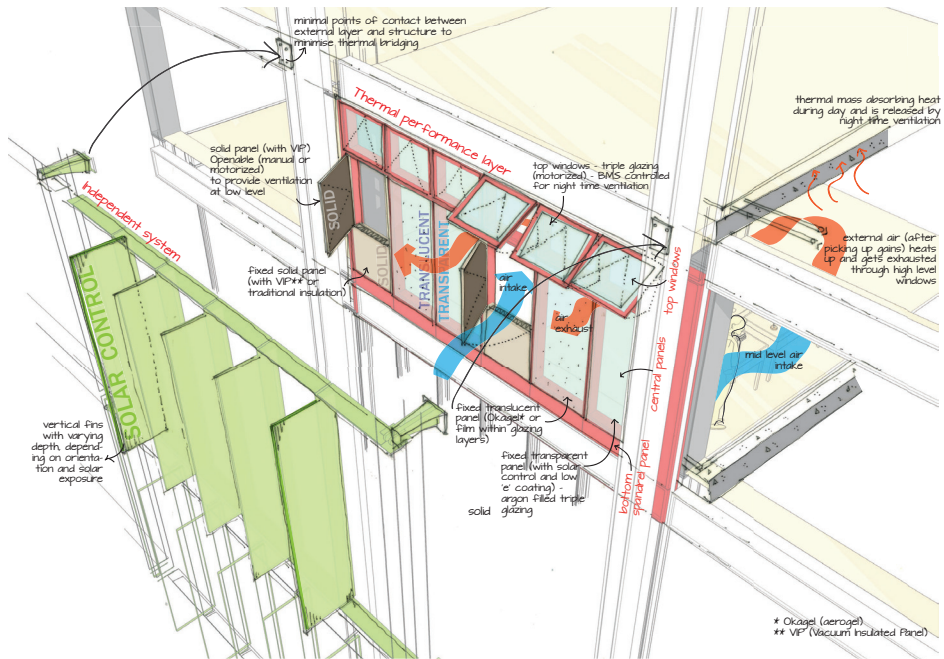 minimal points of contact between
external layer and structure to
minimise thermal bridging
thermal mass absorbing heat
during day and is released by
night time ventilation
Thermal performance layer
solid panel (with VIP)
Openable (manual or
motorized)
to provide ventilation
at low level
top windows - triple glazing
(motorized) - BMS controlled
for night time ventilation
Independent system
SOLID
SOLID
TRANSLUCENT
TRANSPARENT
fixed solid panel
(with VIP** or
traditional insulation)
air
intake
air
exhaust
external air (after
picking up gains) heats
up and gets exhausted
through high level
windows
top windows
central panels
bottom
spandrel panel
mid level air
intake
SOLAR CONTROL
vertical fins
with varying
depth, depend-
ing on orienta-
tion and solar
exposure
fixed translucent
panel (Okagel* or
film within glazing
layers)
fixed transparent
panel (with solar
control and low
'e' coating) -
argon filled triple
glazing
solid
* Okagel (aerogel)
** VIP (Vacuum Insulated Panel)